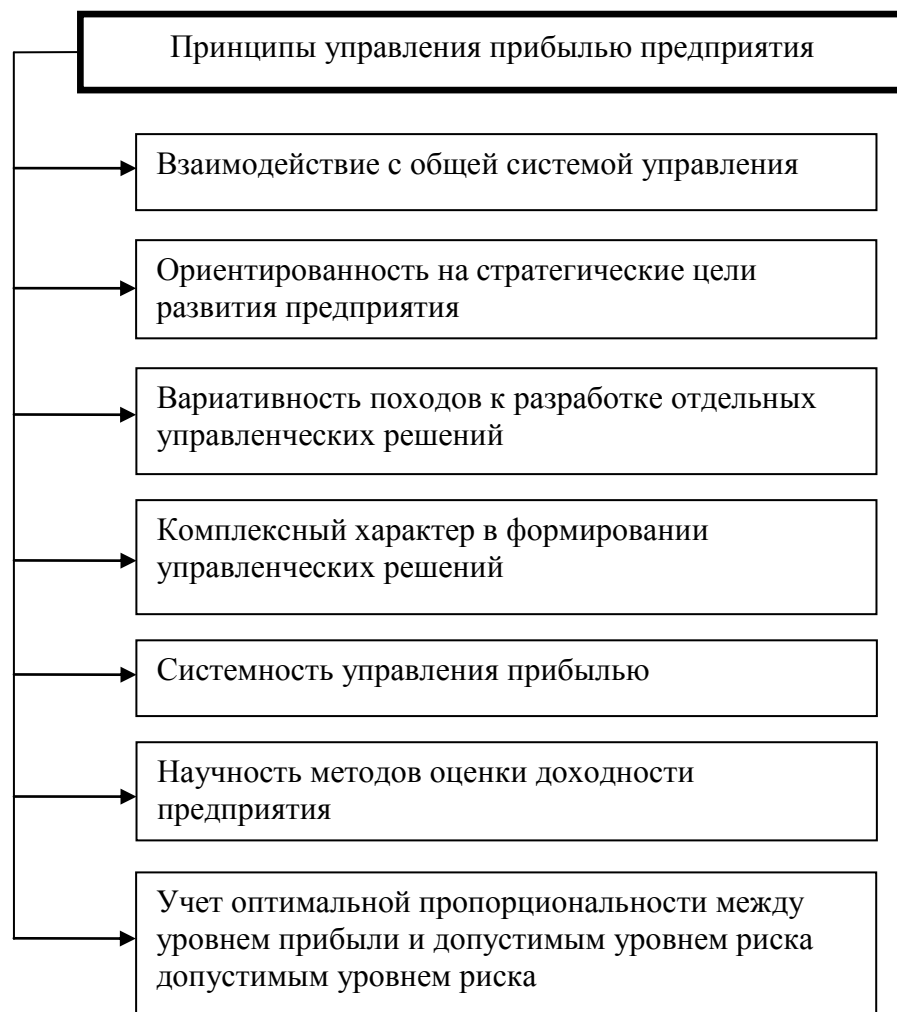 Принципы управления прибылью предприятия
Взаимодействие с общей системой управления
Ориентированность на стратегические цели
развития предприятия
Вариативность походов к разработке отдельных
управленческих решений
Комплексный характер в формировании
управленческих решений
Системность управления прибылью
Научность методов оценки доходности
предприятия
Учет оптимальной пропорциональности между
уровнем прибыли и допустимым уровнем риска
допустимым уровнем риска